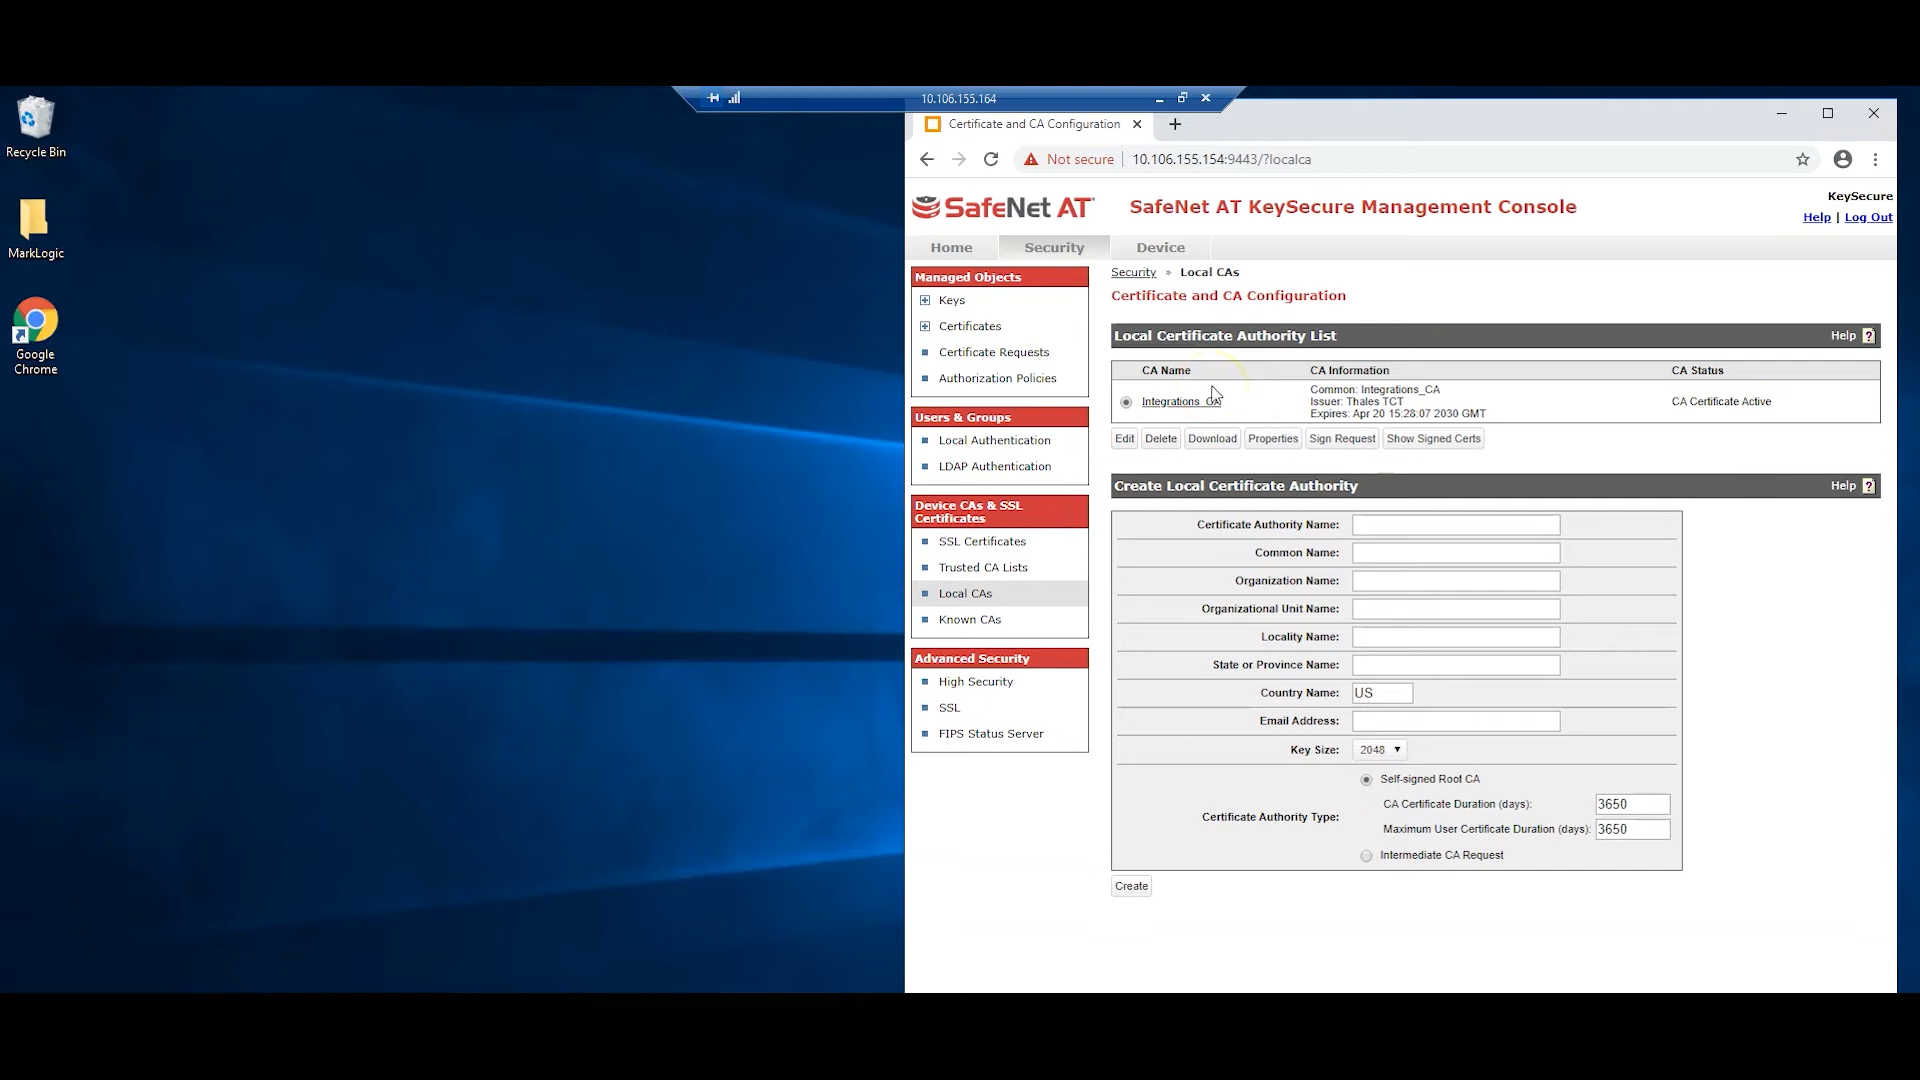 10.106.155.164
Recycle Bin
MarkLogic
Google
Chrome
Certificate and CA Configuration
Not secure
10.106.155.154:9443/?localca
SafeNet AT
SafeNet AT KeySecure Management Console
KeySecure
Help | Log Out
Home
Security
Device
Managed Objects
Keys
Certificates
Certificate Requests
Authorization Policies
Users & Groups
Local Authentication
LDAP Authentication
Device CAs & SSL
Certificates
SSL Certificates
Trusted CA Lists
Local CAs
Known CAs
Advanced Security
High Security
SSL
FIPS Status Server
Security » Local CAs
Certificate and CA Configuration
Local Certificate Authority List
Help ?
CA Name
CA Information
CA Status
Integrations_CA
Common: Integrations_CA
Issuer: Thales TCT
Expires: Apr 20 15:28:07 2030 GMT
CA Certificate Active
Edit
Delete
Download
Properties
Sign Request
Show Signed Certs
Create Local Certificate Authority
Help ?
Certificate Authority Name:
Common Name:
Organization Name:
Organizational Unit Name:
Locality Name:
State or Province Name:
Country Name: US
Email Address:
Key Size: 2048
Certificate Authority Type:
Self-signed Root CA
CA Certificate Duration (days): 3650
Maximum User Certificate Duration (days): 3650
Intermediate CA Request
Create